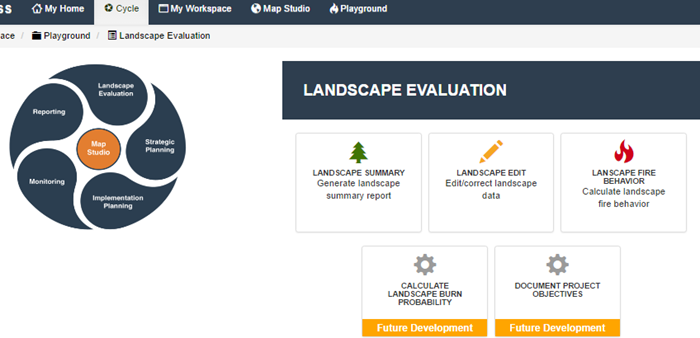 SS My Home Cycle My Workspace Map Studio Playground
ace / Playground / Landscape Evaluation
Landscape
Evaluation
Reporting
Strategic
Planning
Map
Studio
Monitoring
Implementation
Planning
LANDSCAPE EVALUATION
LANDSCAPE SUMMARY
Generate landscape
summary report
LANDSCAPE EDIT
Edit/correct landscape
data
LANSCAPE FIRE
BEHAVIOR
Calculate landscape
fire behavior
CALCULATE
LANDSCAPE BURN
PROBABILITY
Future Development
DOCUMENT PROJECT
OBJECTIVES
Future Development